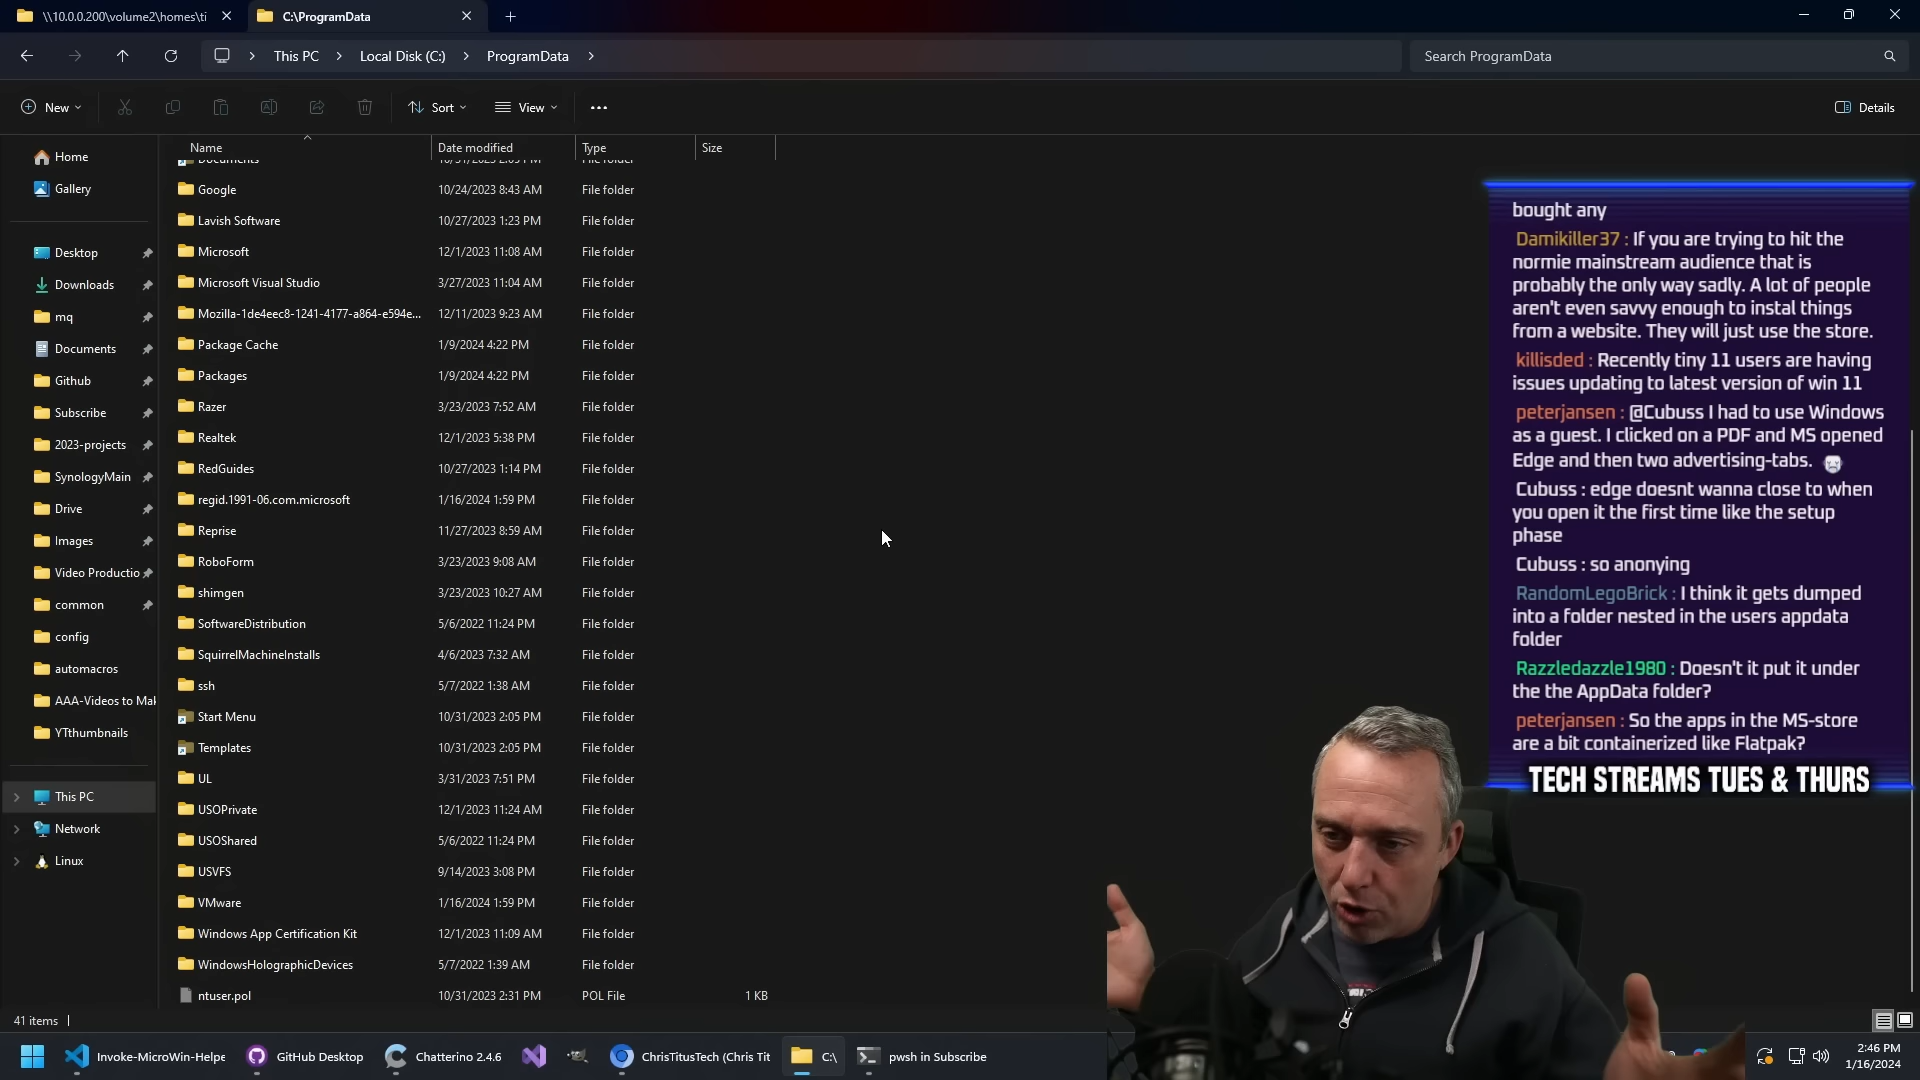 \\10.0.0.200\volume2\homes\ti
C:\ProgramData
This PC
Local Disk (C:)
ProgramData
Search ProgramData
New
Sort
View
Details
Name
Date modified
Type
Size
Home
Gallery
Desktop
Downloads
mq
Documents
Github
Subscribe
2023-projects
SynologyMain
Drive
Images
Video Productio
common
config
automacros
AAA-Videos to Mak
YTthumbnails
This PC
Network
Linux
Documents 10/31/2023 2:05 PM File folder
Google 10/24/2023 8:43 AM File folder
Lavish Software 10/27/2023 1:23 PM File folder
Microsoft 12/1/2023 11:08 AM File folder
Microsoft Visual Studio 3/27/2023 11:04 AM File folder
Mozilla-1de4eec8-1241-4177-a864-e594e... 12/11/2023 9:23 AM File folder
Package Cache 1/9/2024 4:22 PM File folder
Packages 1/9/2024 4:22 PM File folder
Razer 3/23/2023 7:52 AM File folder
Realtek 12/1/2023 5:38 PM File folder
RedGuides 10/27/2023 1:14 PM File folder
regid.1991-06.com.microsoft 1/16/2024 1:59 PM File folder
Reprise 11/27/2023 8:59 AM File folder
RoboForm 3/23/2023 9:08 AM File folder
shimgen 3/23/2023 10:27 AM File folder
SoftwareDistribution 5/6/2022 11:24 PM File folder
SquirrelMachineInstalls 4/6/2023 7:32 AM File folder
ssh 5/7/2022 1:38 AM File folder
Start Menu 10/31/2023 2:05 PM File folder
Templates 10/31/2023 2:05 PM File folder
UL 3/31/2023 7:51 PM File folder
USOPrivate 12/1/2023 11:24 AM File folder
USOShared 5/6/2022 11:24 PM File folder
USVFS 9/14/2023 3:08 PM File folder
VMware 1/16/2024 1:59 PM File folder
Windows App Certification Kit 12/1/2023 11:09 AM File folder
WindowsHolographicDevices 5/7/2022 1:39 AM File folder
ntuser.pol 10/31/2023 2:31 PM POL File 1 KB
bought any
Damikiller37 : If you are trying to hit the
normie mainstream audience that is
probably the only way sadly. A lot of people
aren't even savvy enough to instal things
from a website. They will just use the store.
killisded : Recently tiny 11 users are having
issues updating to latest version of win 11
peterjansen : @Cubuss I had to use Windows
as a guest. I clicked on a PDF and MS opened
Edge and then two advertising-tabs.
Cubuss : edge doesnt wanna close to when
you open it the first time like the setup
phase
Cubuss : so anonying
RandomLegoBrick : I think it gets dumped
into a folder nested in the users appdata
folder
Razzledazzle1980 : Doesn't it put it under
the the AppData folder?
peterjansen : So the apps in the MS-store
are a bit containerized like Flatpak?
TECH STREAMS TUES & THURS
41 items
Invoke-MicroWin-Helpe
GitHub Desktop
Chatterino 2.4.6
ChrisTitusTech (Chris Tit
C:\
pwsh in Subscribe
2:46 PM
1/16/2024